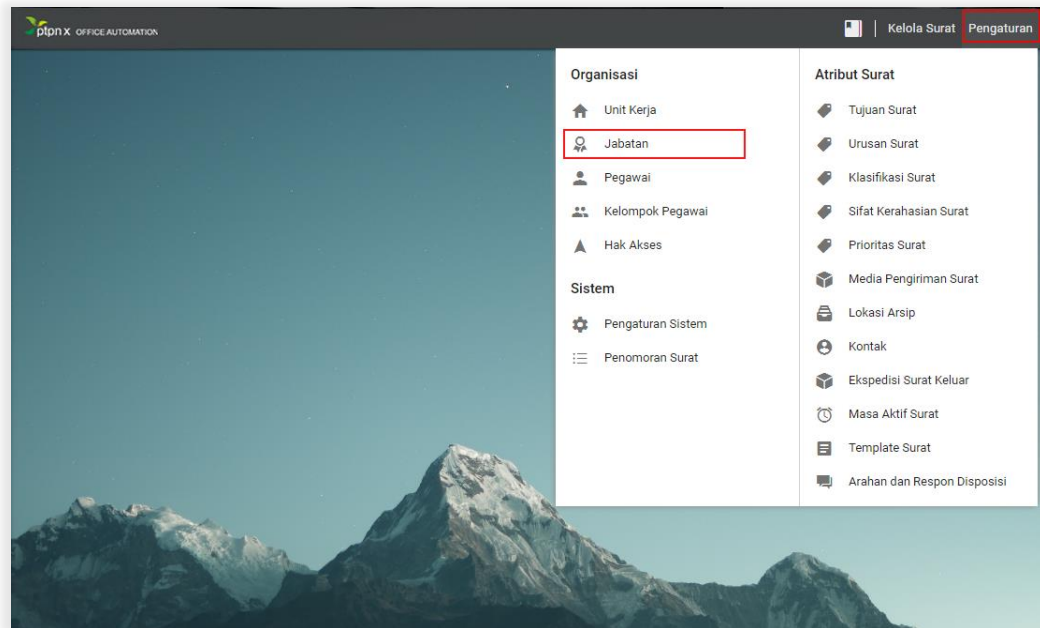 ptpn x OFFICE AUTOMATION
Kelola Surat
Pengaturan
Organisasi
Unit Kerja
Jabatan
Pegawai
Kelompok Pegawai
Hak Akses
Sistem
Pengaturan Sistem
Penomoran Surat
Atribut Surat
Tujuan Surat
Urusan Surat
Klasifikasi Surat
Sifat Kerahasian Surat
Prioritas Surat
Media Pengiriman Surat
Lokasi Arsip
Kontak
Ekspedisi Surat Keluar
Masa Aktif Surat
Template Surat
Arahan dan Respon Disposisi